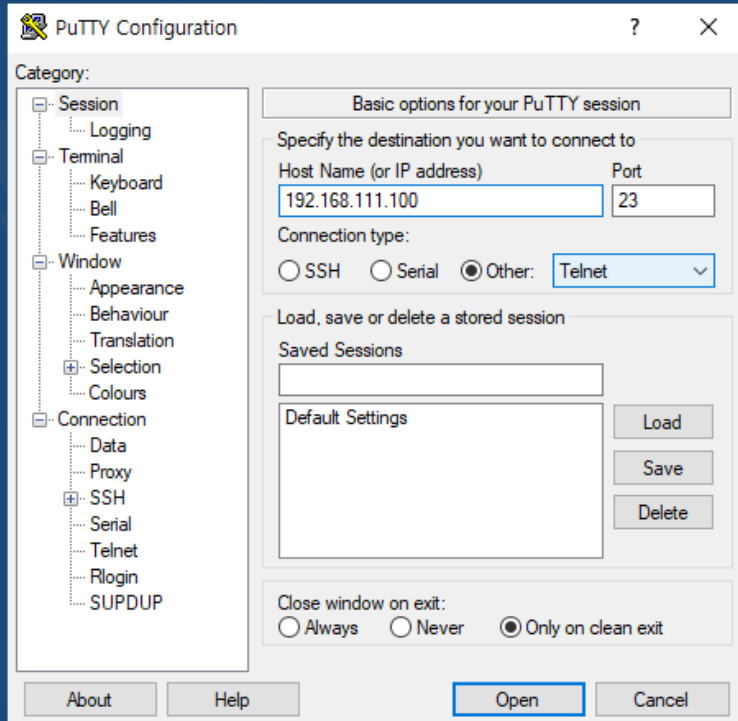 PuTTY Configuration
?
Category:
Session
Logging
Terminal
Keyboard
Bell
Features
Window
Appearance
Behaviour
Translation
Selection
Colours
Connection
Data
Proxy
SSH
Serial
Telnet
Rlogin
SUPDUP
Basic options for your PuTTY session
Specify the destination you want to connect to
Host Name (or IP address) Port
192.168.111.100 23
Connection type:
SSH Serial Other: Telnet
Load, save or delete a stored session
Saved Sessions
Default Settings
Load
Save
Delete
Close window on exit:
Always Never Only on clean exit
About Help Open Cancel